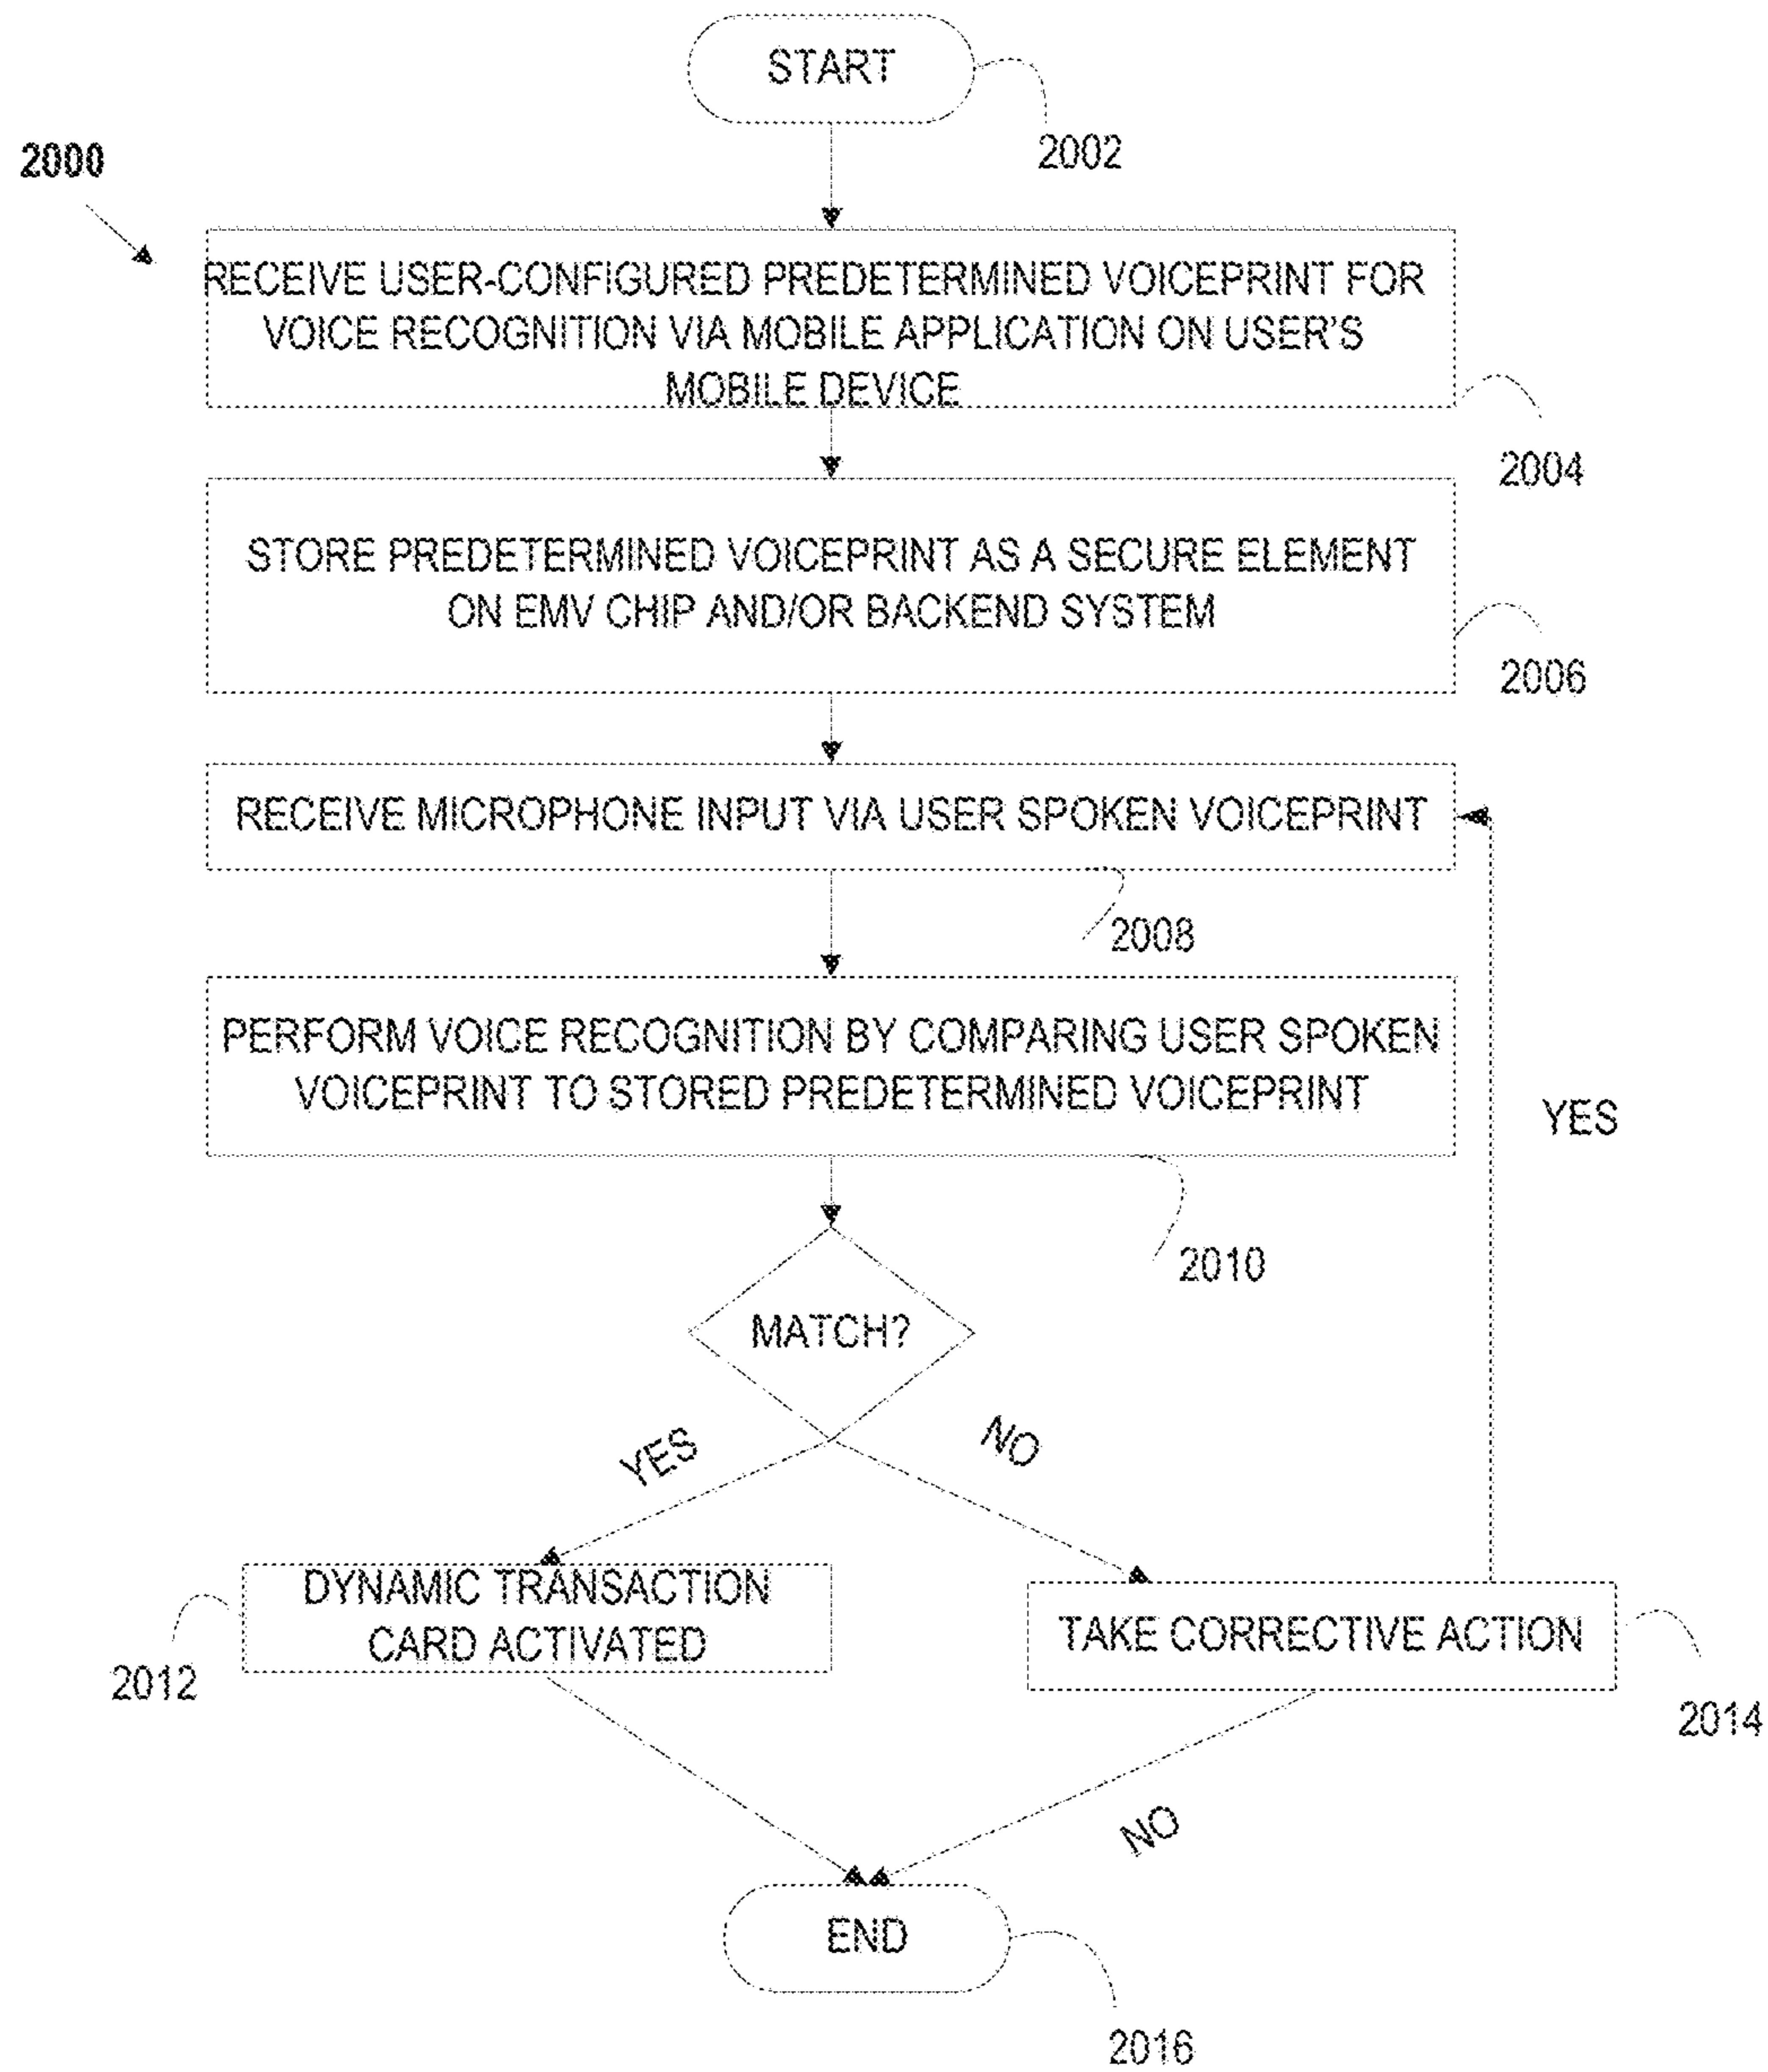 START
2002
2000
RECEIVE USER-CONFIGURED PREDETERMINED VOICEPRINT FOR
VOICE RECOGNITION VIA MOBILE APPLICATION ON USER'S
MOBILE DEVICE
2004
STORE PREDETERMINED VOICEPRINT AS A SECURE ELEMENT
ON EMV CHIP AND/OR BACKEND SYSTEM
2006
RECEIVE MICROPHONE INPUT VIA USER SPOKEN VOICEPRINT
2008
PERFORM VOICE RECOGNITION BY COMPARING USER SPOKEN
VOICEPRINT TO STORED PREDETERMINED VOICEPRINT
YES
2010
MATCH?
YES
NO
DYNAMIC TRANSACTION
CARD ACTIVATED
2012
TAKE CORRECTIVE ACTION
2014
NO
END
2016